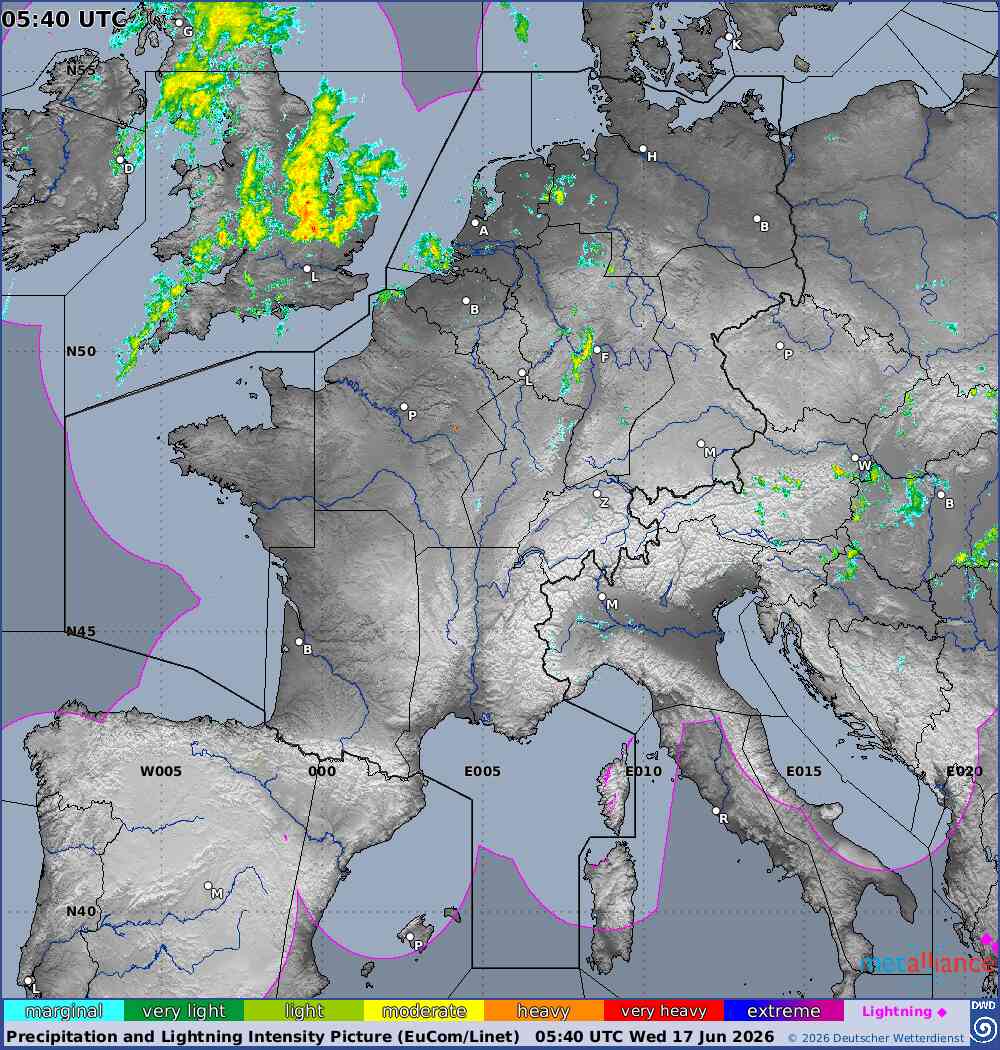 05:40 UTC
G
K
N55
D
H
A
B
L
B
N50
F
P
L
P
M
W
Z
B
M
N45
B
W005
000
E005
E010
E015
E020
R
M
N40
P
metalliance
L
marginal very light light moderate heavy very heavy extreme Lightning
DWD
Precipitation and Lightning Intensity Picture (EuCom/Linet) 05:40 UTC Wed 17 Jun 2026 © 2026 Deutscher Wetterdienst